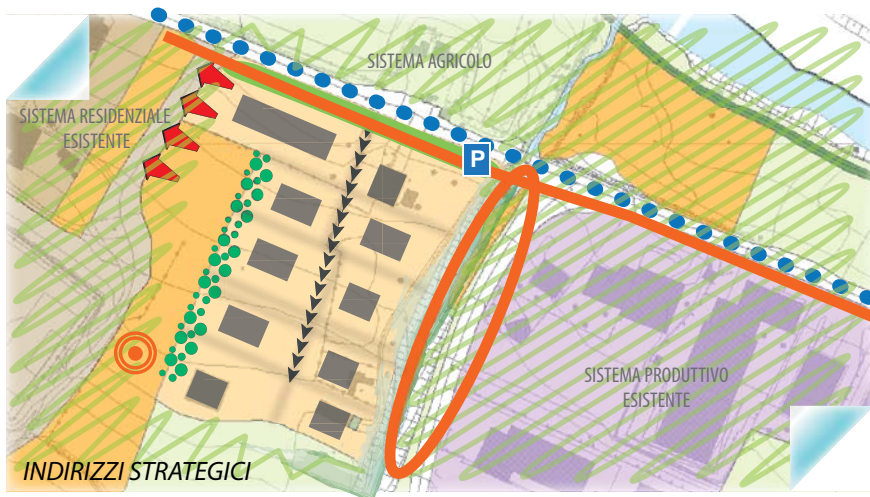 SISTEMA AGRICOLO
SISTEMA RESIDENZIALE
ESISTENTE
P
SISTEMA PRODUTTIVO
ESISTENTE
INDIRIZZI STRATEGICI